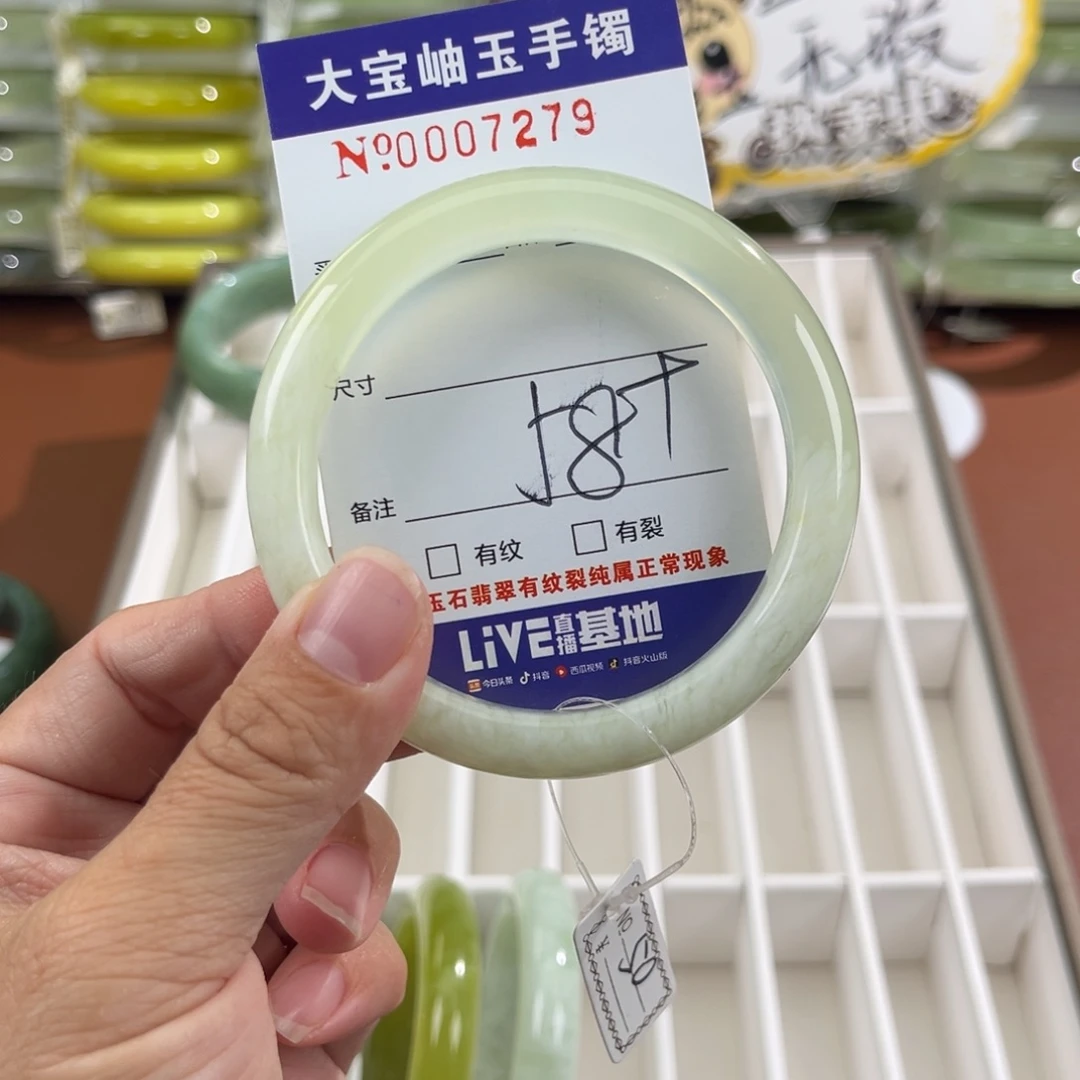 大宝岫玉手镯
№0007279
尺寸
备注
□ 有纹 □ 有裂
玉石翡翠有纹裂纯属正常现象
LiVE直播基地
今日头条 抖音 西瓜视频 抖音火山版
№